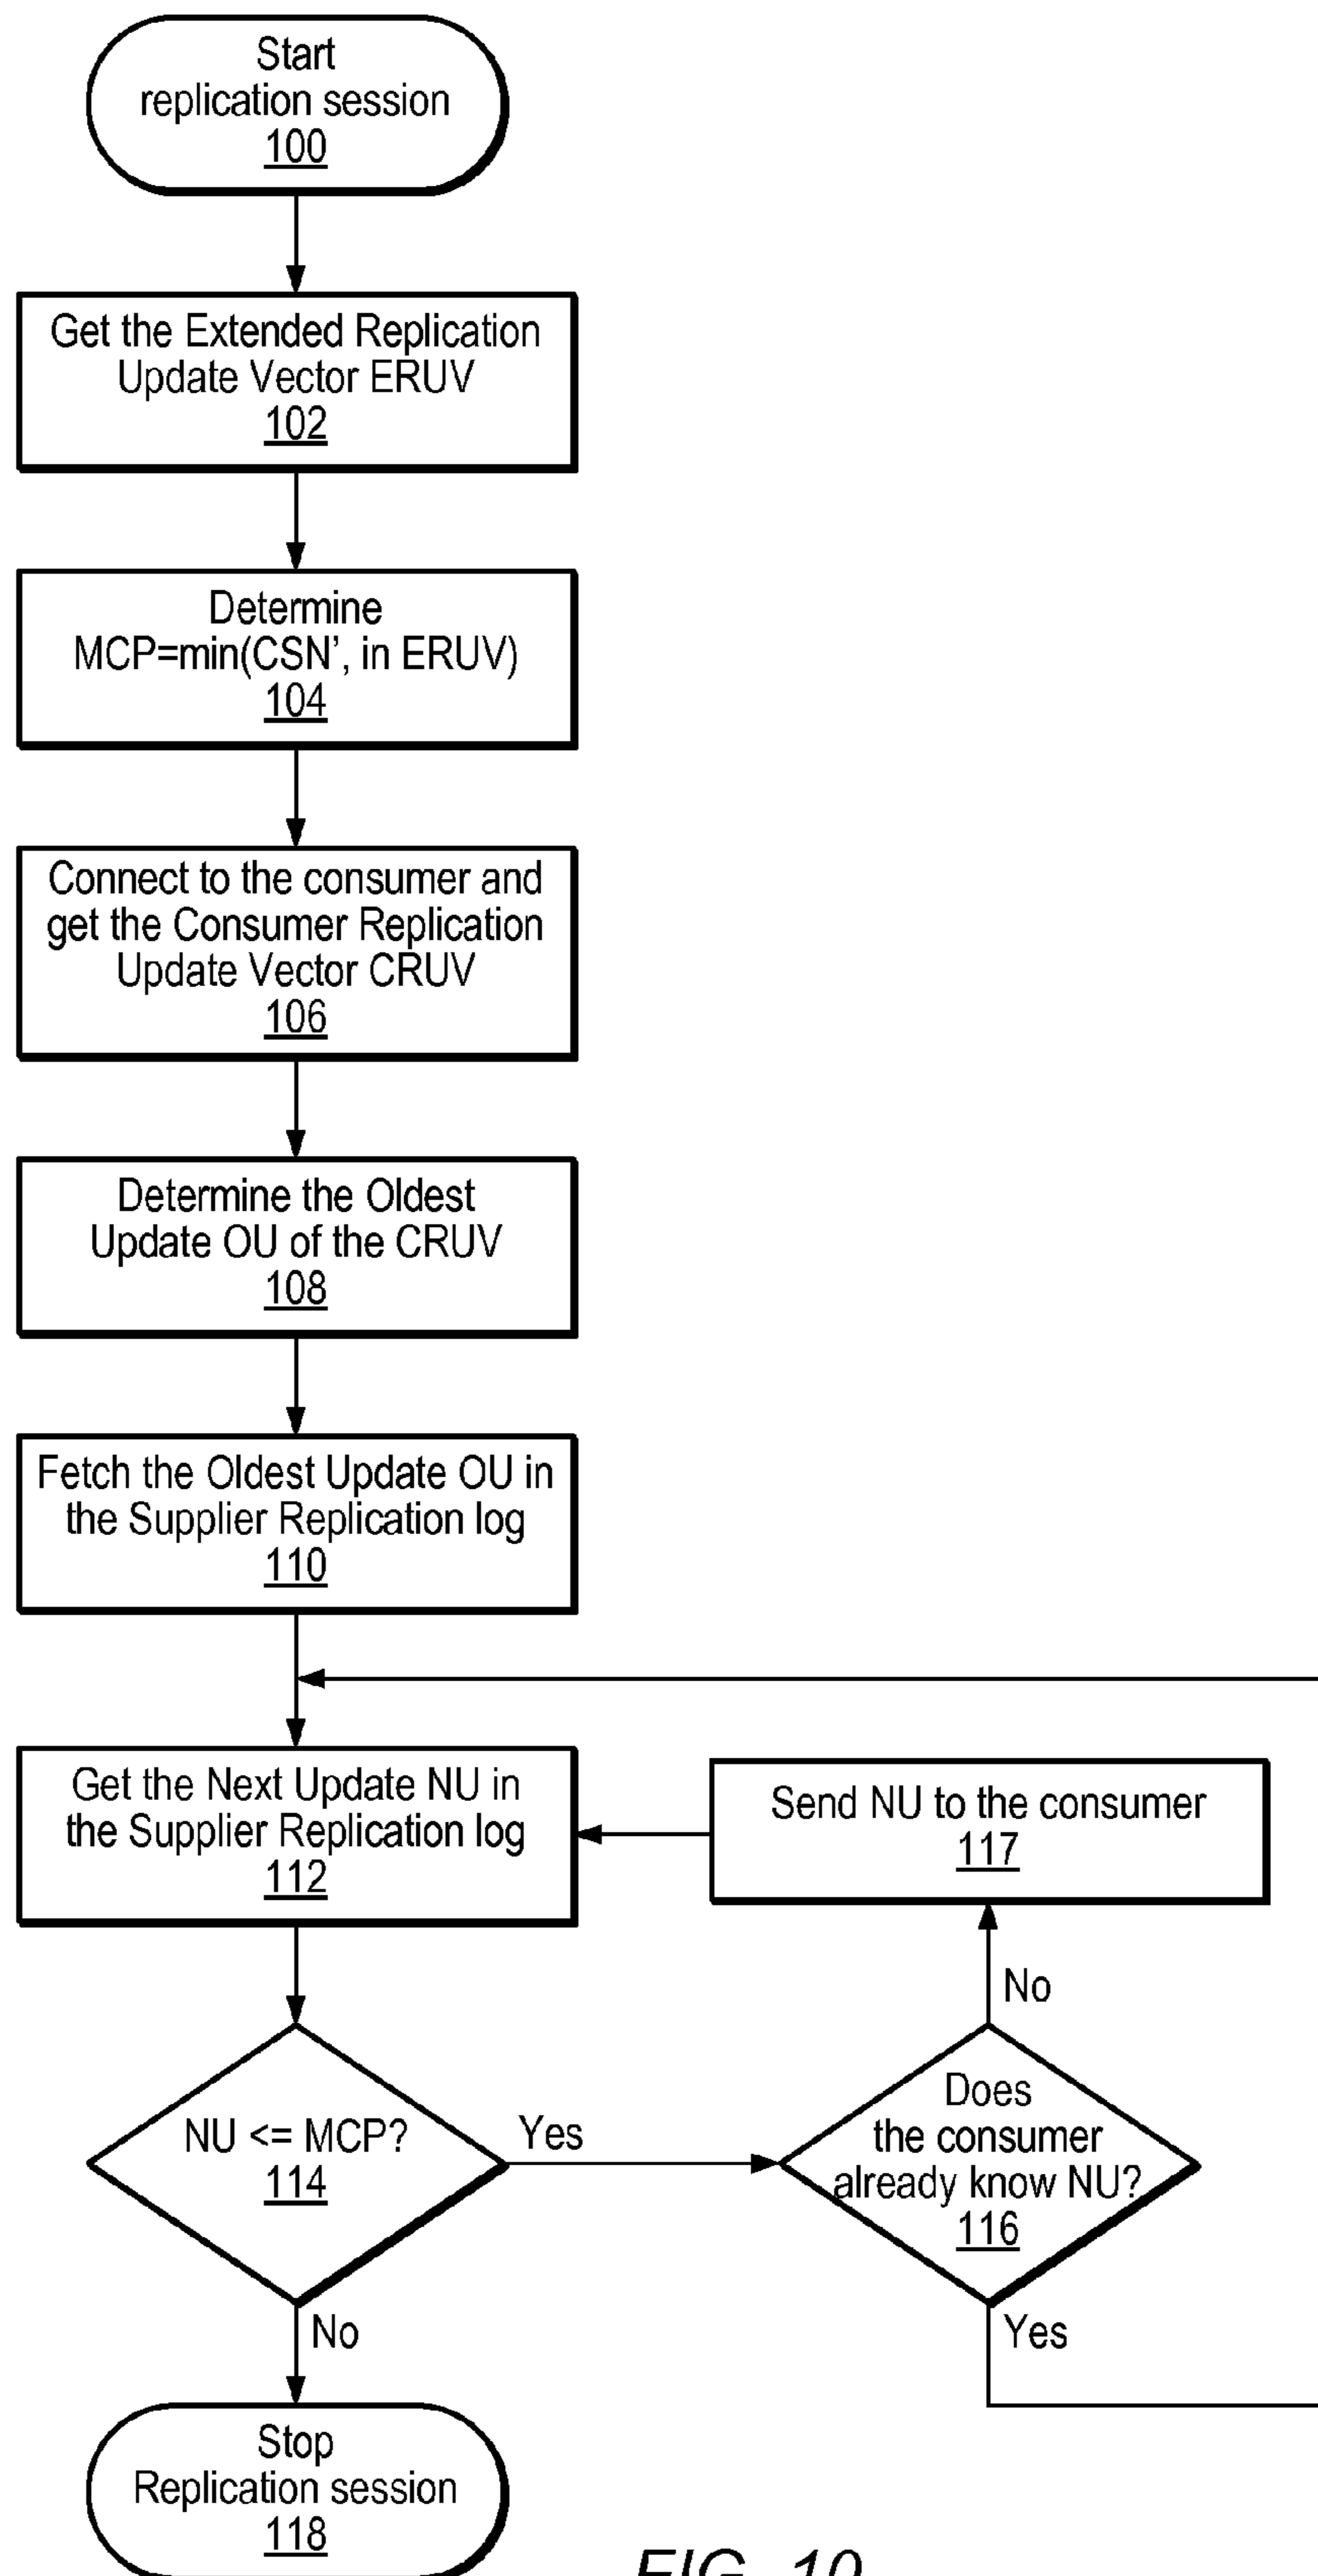 Start
replication session
100
Get the Extended Replication
Update Vector ERUV
102
Determine
MCP=min(CSN’, in ERUV)
104
Connect to the consumer and
get the Consumer Replication
Update Vector CRUV
106
Determine the Oldest
Update OU of the CRUV
108
Fetch the Oldest Update OU in
the Supplier Replication log
110
Get the Next Update NU in
the Supplier Replication log
112
Send NU to the consumer
117
No
NU <= MCP?
114
Yes
Does
the consumer
already know NU?
116
No
Yes
Stop
Replication session
118
FIG. 10